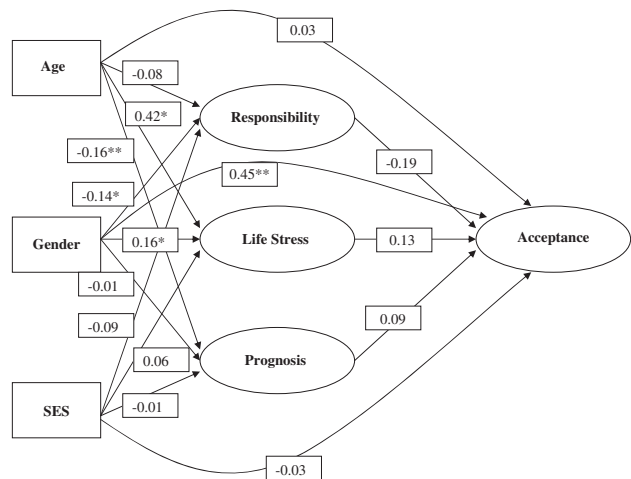 0.03
Age
-0.08
0.42*
Responsibility
-0.16**
-0.19
0.45**
-0.14*
Gender
0.16*
Life Stress
0.13
Acceptance
-0.01
0.09
-0.09
0.06
Prognosis
SES
-0.01
-0.03